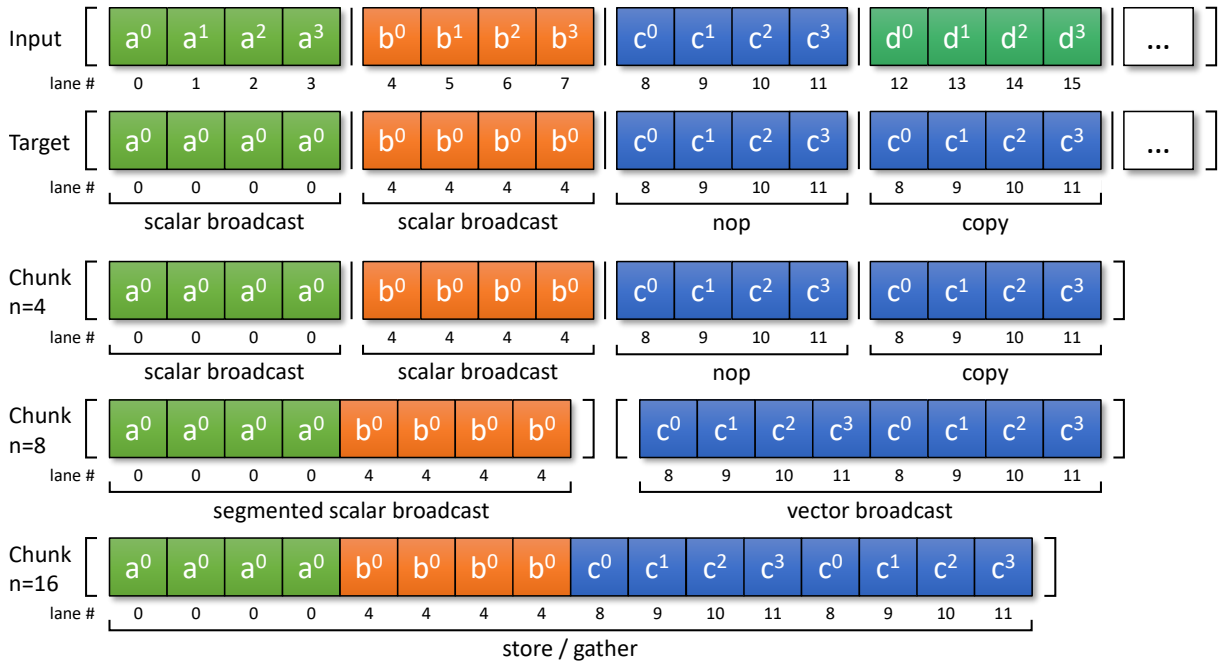 Input [ a⁰ a¹ a² a³ | b⁰ b¹ b² b³ | c⁰ c¹ c² c³ | d⁰ d¹ d² d³ | ... ]
lane # 0 1 2 3 4 5 6 7 8 9 10 11 12 13 14 15
Target [ a⁰ a⁰ a⁰ a⁰ | b⁰ b⁰ b⁰ b⁰ | c⁰ c¹ c² c³ | c⁰ c¹ c² c³ | ... ]
lane # 0 0 0 0 4 4 4 4 8 9 10 11 8 9 10 11
scalar broadcast scalar broadcast nop copy
Chunk
n=4 [ a⁰ a⁰ a⁰ a⁰ | b⁰ b⁰ b⁰ b⁰ | c⁰ c¹ c² c³ | c⁰ c¹ c² c³ ]
lane # 0 0 0 0 4 4 4 4 8 9 10 11 8 9 10 11
scalar broadcast scalar broadcast nop copy
Chunk
n=8 [ a⁰ a⁰ a⁰ a⁰ b⁰ b⁰ b⁰ b⁰ ] [ c⁰ c¹ c² c³ c⁰ c¹ c² c³ ]
lane # 0 0 0 0 4 4 4 4 8 9 10 11 8 9 10 11
segmented scalar broadcast vector broadcast
Chunk
n=16 [ a⁰ a⁰ a⁰ a⁰ b⁰ b⁰ b⁰ b⁰ c⁰ c¹ c² c³ c⁰ c¹ c² c³ ]
lane # 0 0 0 0 4 4 4 4 8 9 10 11 8 9 10 11
store / gather